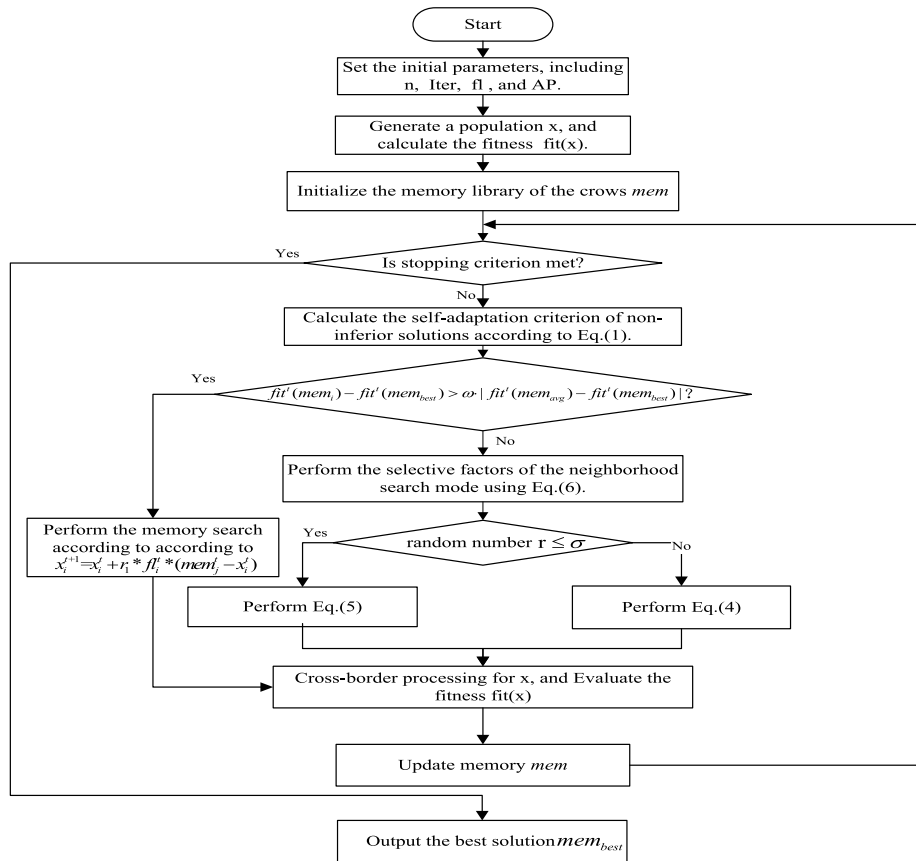 Start
Set the initial parameters, including
n, Iter, fl , and AP.
Generate a population x, and
calculate the fitness fit(x).
Initialize the memory library of the crows mem
Yes
Is stopping criterion met?
No
Calculate the self-adaptation criterion of non-
inferior solutions according to Eq.(1).
Yes
fit^t(mem_i) − fit^t(mem_best) > ω· | fit^t(mem_avg) − fit^t(mem_best) | ?
No
Perform the selective factors of the neighborhood
search mode using Eq.(6).
Perform the memory search
according to according to
x_i^{t+1}=x_i^t + r_1 * fl_i^t * (mem_j^t − x_i^t)
Yes
random number r ≤ σ
No
Perform Eq.(5)
Perform Eq.(4)
Cross-border processing for x, and Evaluate the
fitness fit(x)
Update memory mem
Output the best solution mem_best